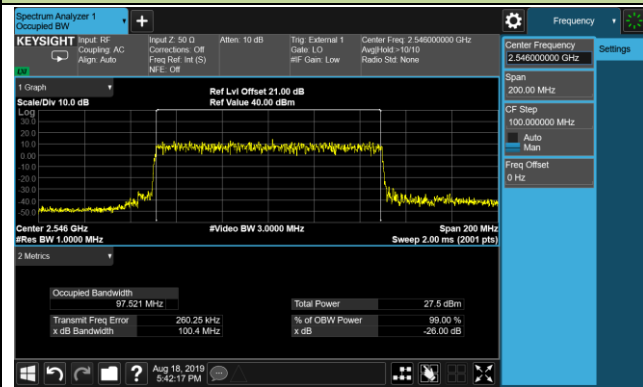 Spectrum Analyzer 1
Occupied BW
Frequency
KEYSIGHT
Input: RF
Coupling: AC
Align: Auto
Input Z: 50 Ω
Corrections: Off
Freq Ref: Int (S)
NFE: Off
Atten: 10 dB
Trig: External 1
Gate: LO
#IF Gain: Low
Center Freq: 2.546000000 GHz
Avg|Hold:>10/10
Radio Std: None
Center Frequency
2.546000000 GHz
Settings
Span
200.00 MHz
CF Step
100.000000 MHz
Auto
Man
Freq Offset
0 Hz
1 Graph
Scale/Div 10.0 dB
Ref Lvl Offset 21.00 dB
Ref Value 40.00 dBm
Log
30.0
20.0
10.0
0.00
-10.0
-20.0
-30.0
-40.0
-50.0
Center 2.546 GHz
#Res BW 1.0000 MHz
#Video BW 3.0000 MHz
Span 200 MHz
Sweep 2.00 ms (2001 pts)
2 Metrics
Occupied Bandwidth
97.521 MHz
Total Power 27.5 dBm
Transmit Freq Error 260.25 kHz
% of OBW Power 99.00 %
x dB Bandwidth 100.4 MHz
x dB -26.00 dB
?
Aug 18, 2019
5:42:17 PM